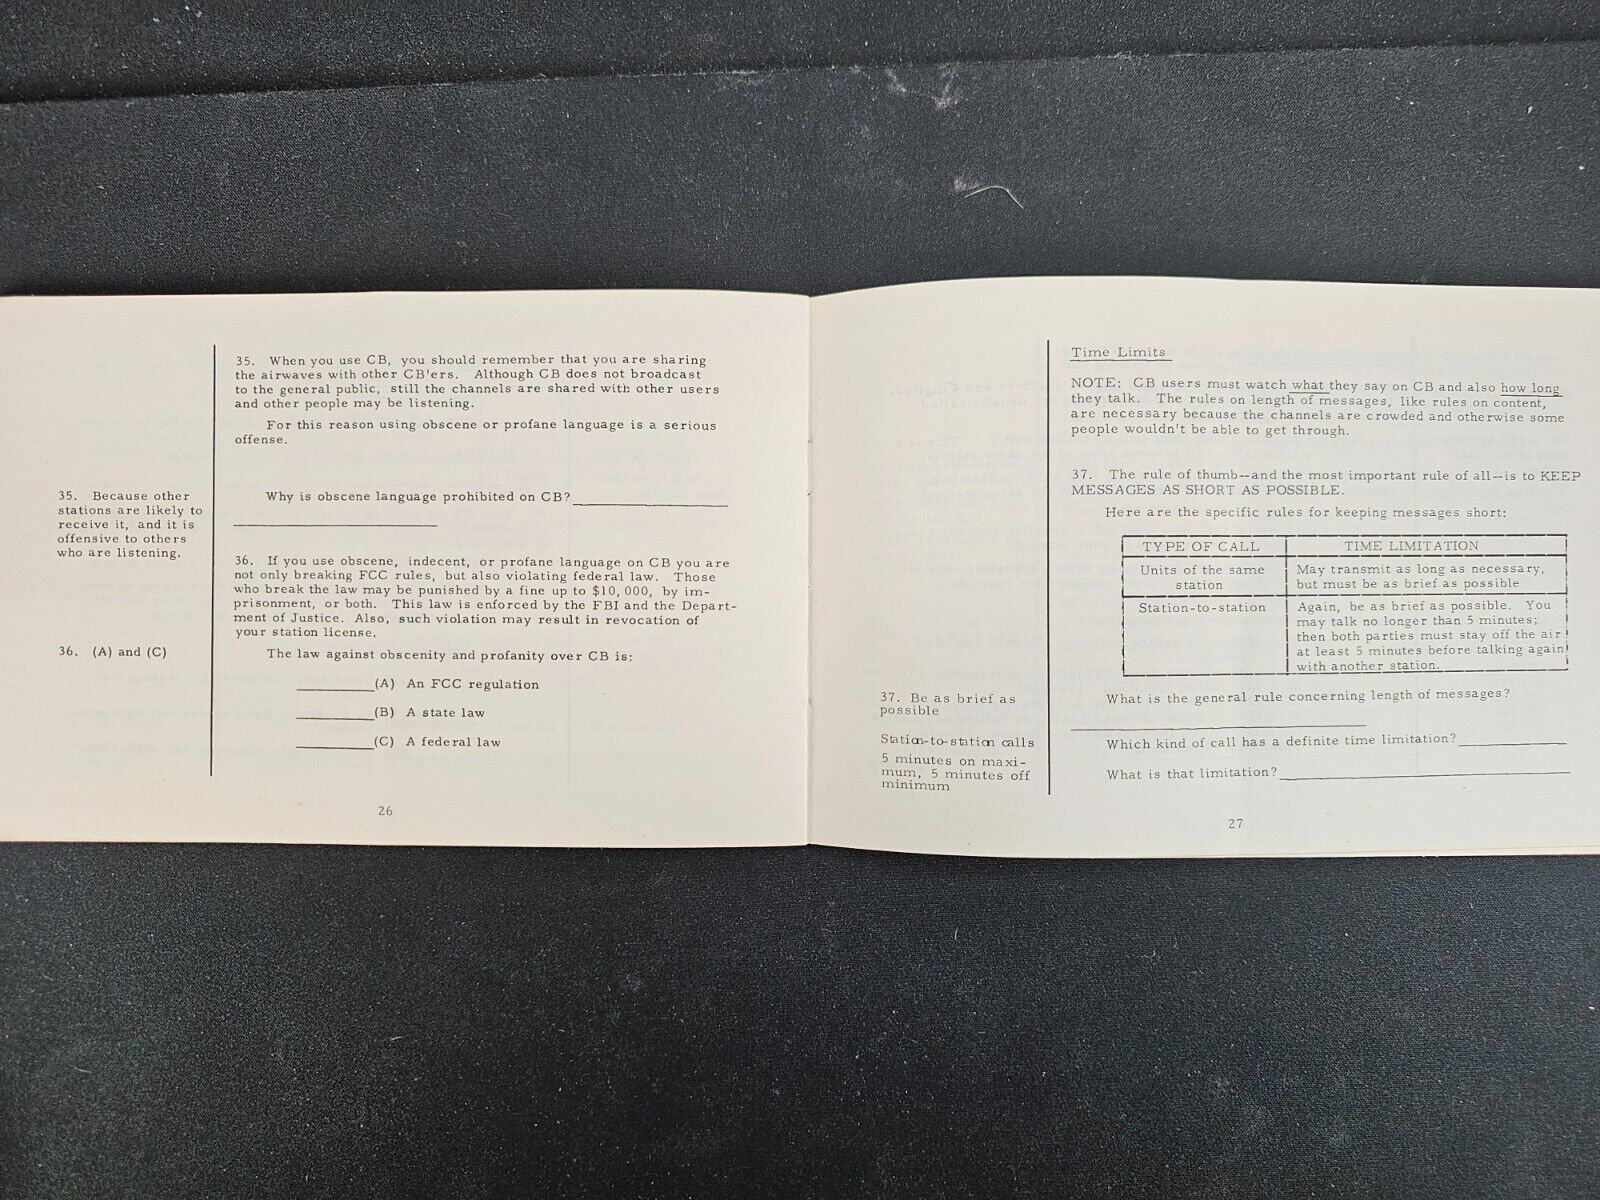 35. When you use CB, you should remember that you are sharing
the airwaves with other CB'ers. Although CB does not broadcast
to the general public, still the channels are shared with other users
and other people may be listening.
For this reason using obscene or profane language is a serious
offense.
35. Because other
stations are likely to
receive it, and it is
offensive to others
who are listening.
Why is obscene language prohibited on CB?
36. If you use obscene, indecent, or profane language on CB you are
not only breaking FCC rules, but also violating federal law. Those
who break the law may be punished by a fine up to $10,000, by im-
prisonment, or both. This law is enforced by the FBI and the Depart-
ment of Justice. Also, such violation may result in revocation of
your station license.
36. (A) and (C)
The law against obscenity and profanity over CB is:
(A) An FCC regulation
(B) A state law
(C) A federal law
26
Time Limits
NOTE: CB users must watch what they say on CB and also how long
they talk. The rules on length of messages, like rules on content,
are necessary because the channels are crowded and otherwise some
people wouldn't be able to get through.
37. The rule of thumb--and the most important rule of all--is to KEEP
MESSAGES AS SHORT AS POSSIBLE.
Here are the specific rules for keeping messages short:
TYPE OF CALL TIME LIMITATION
Units of the same May transmit as long as necessary,
station but must be as brief as possible
Station-to-station Again, be as brief as possible. You
may talk no longer than 5 minutes;
then both parties must stay off the air
at least 5 minutes before talking again
with another station.
37. Be as brief as
possible
Station-to-station calls
5 minutes on maxi-
mum, 5 minutes off
minimum
What is the general rule concerning length of messages?
Which kind of call has a definite time limitation?
What is that limitation?
27